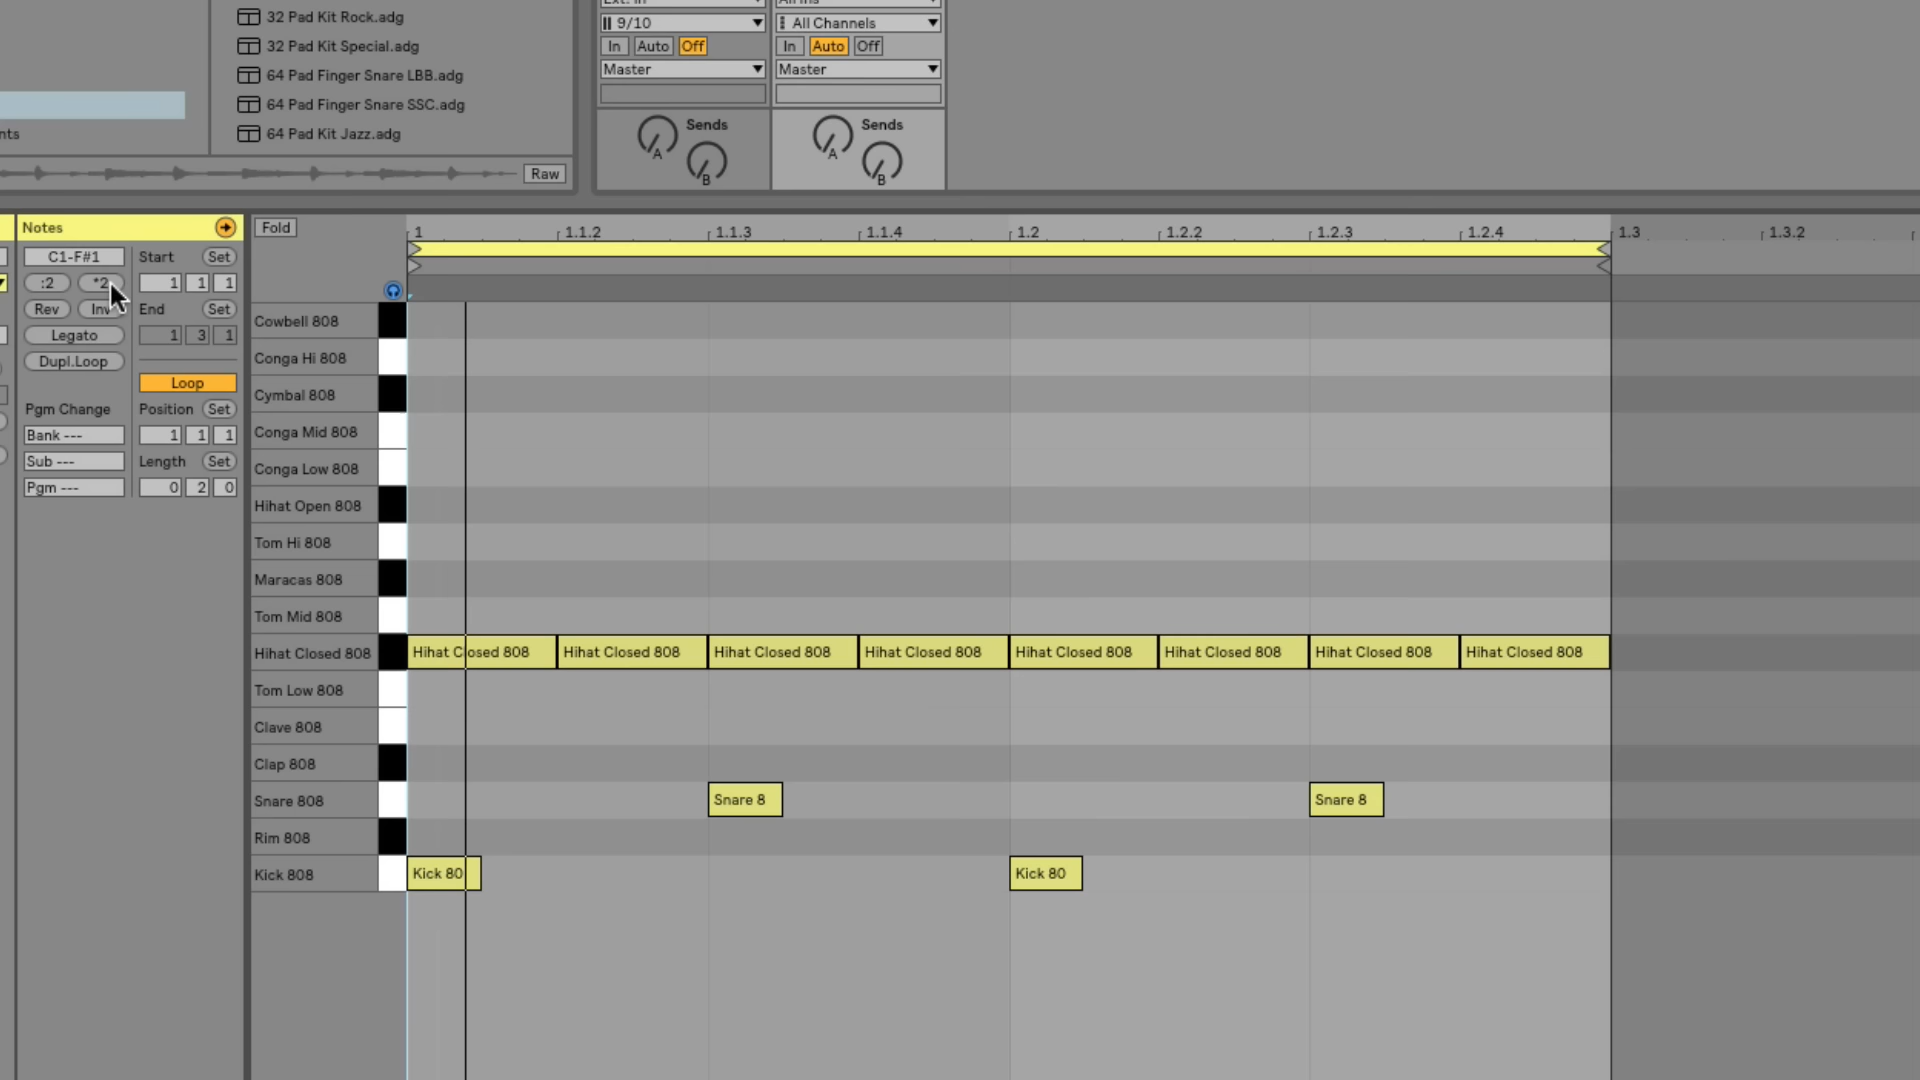 32 Pad Kit Rock.adg
32 Pad Kit Special.adg
64 Pad Finger Snare LBB.adg
64 Pad Finger Snare SSC.adg
nts
64 Pad Kit Jazz.adg
Raw
9/10 All Channels
In Auto Off In Auto Off
Master Master
Sends Sends
A A
B B
Notes
C1-F#1 Start Set
:2 *2 1 1 1
Rev Inv End Set
Legato 1 3 1
Dupl.Loop
Loop
Pgm Change Position Set
Bank --- 1 1 1
Sub --- Length Set
Pgm --- 0 2 0
Fold 1 1.1.2 1.1.3 1.1.4 1.2 1.2.2 1.2.3 1.2.4 1.3 1.3.2
Cowbell 808
Conga Hi 808
Cymbal 808
Conga Mid 808
Conga Low 808
Hihat Open 808
Tom Hi 808
Maracas 808
Tom Mid 808
Hihat Closed 808 Hihat Closed 808 Hihat Closed 808 Hihat Closed 808 Hihat Closed 808 Hihat Closed 808 Hihat Closed 808 Hihat Closed 808 Hihat Closed 808
Tom Low 808
Clave 808
Clap 808
Snare 808 Snare 8 Snare 8
Rim 808
Kick 808 Kick 80 Kick 80